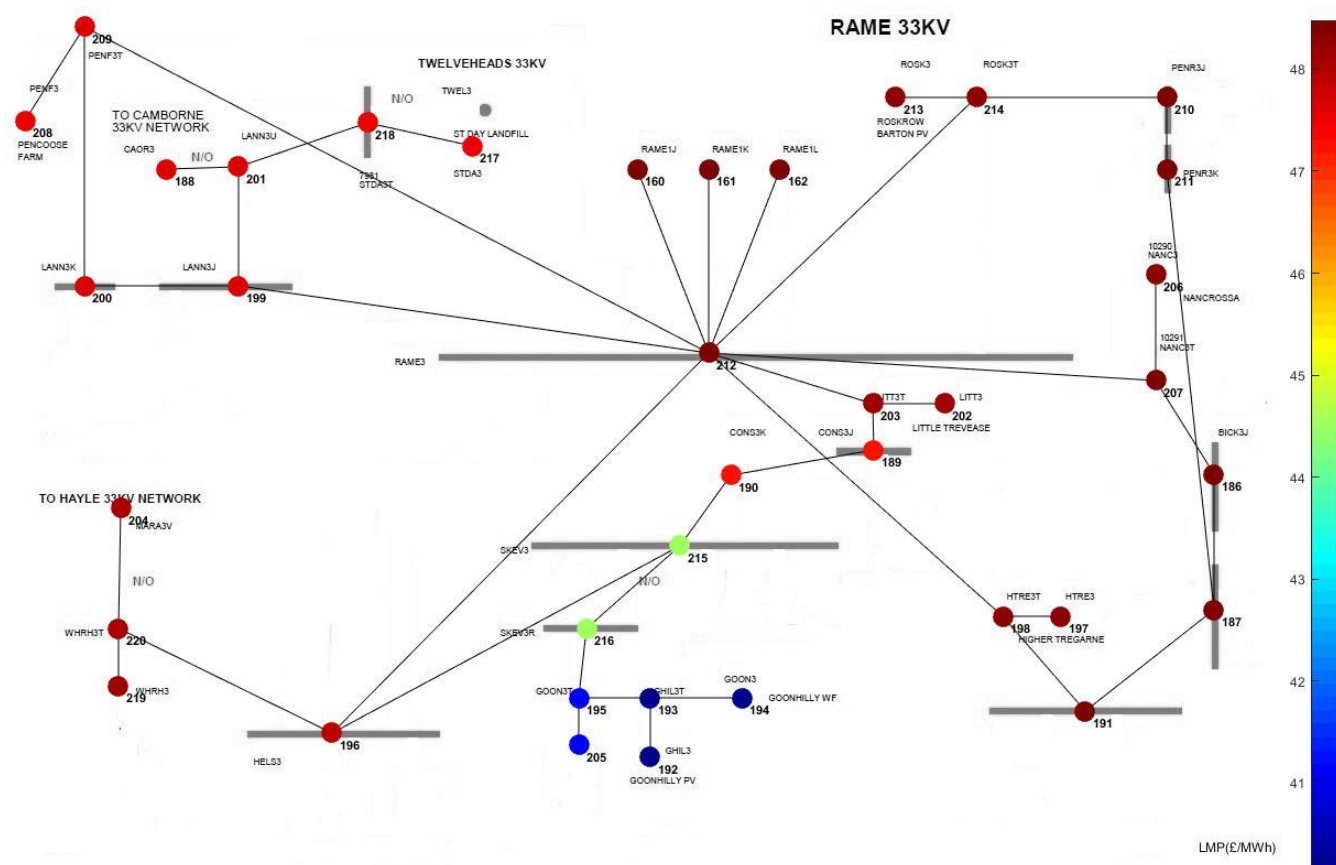 RAME 33KV
209
PENF3T
48
TWELVEHEADS 33KV
ROSK3
ROSK3T
PENR3J
PENF3
N/O
TWEL3
TO CAMBORNE
33KV NETWORK
213
214
210
208
PENCOOSE
FARM
LANN3U
218
ST DAY LANDFILL
ROSKROW
BARTON PV
CAOR3
N/O
217
RAME1J
RAME1K
RAME1L
188
201
7981
STDA3T
STDA3
160
161
162
PENR3K
211
47
10290
NANC3
206
LANN3K
LANN3J
46
200
199
NANCROSSA
10291
NANC3T
RAME3
212
207
45
ITT3T
LITT3
203
202
LITTLE TREVEASE
CONS3K
CONS3J
BICK3J
189
190
186
44
TO HAYLE 33KV NETWORK
204
MARA3V
SKEV3
215
N/O
N/O
43
HTRE3T
HTRE3
187
WHRH3T
220
SKEV3R
216
198
197
HIGHER TREGARNE
GOON3T
GHIL3T
GOON3
42
WHRH3
219
195
193
194
GOONHILLY WF
191
196
205
GHIL3
192
HELS3
GOONHILLY PV
41
LMP(£/MWh)